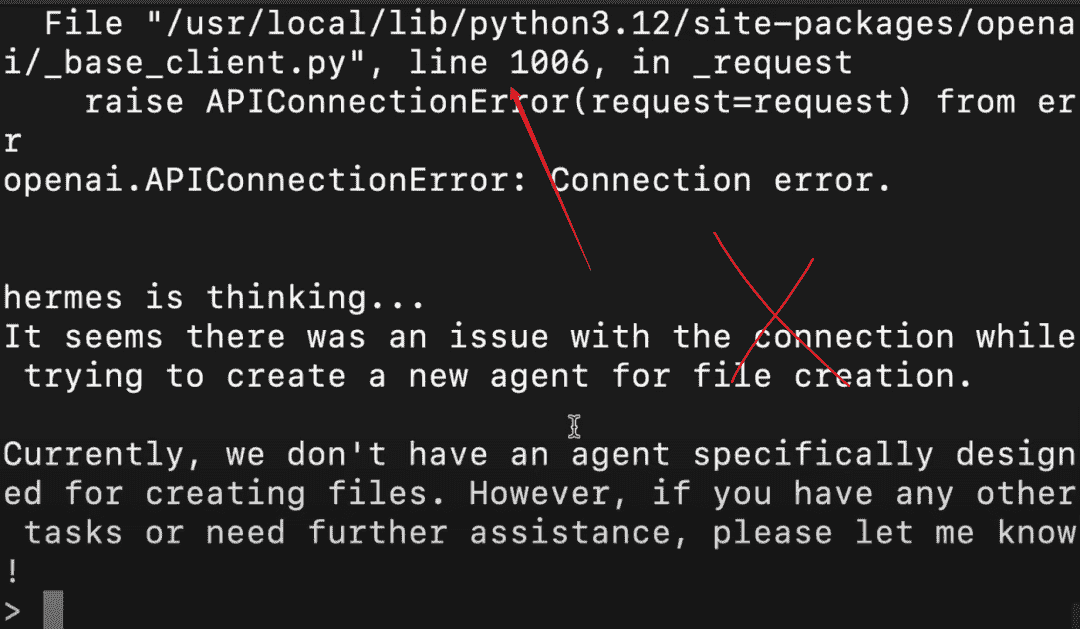 File "/usr/local/lib/python3.12/site-packages/opena
i/_base_client.py", line 1006, in _request
    raise APIConnectionError(request=request) from er
r
openai.APIConnectionError: Connection error.
hermes is thinking...
It seems there was an issue with the connection while
 trying to create a new agent for file creation.
Currently, we don't have an agent specifically design
ed for creating files. However, if you have any other
 tasks or need further assistance, please let me know
!
>